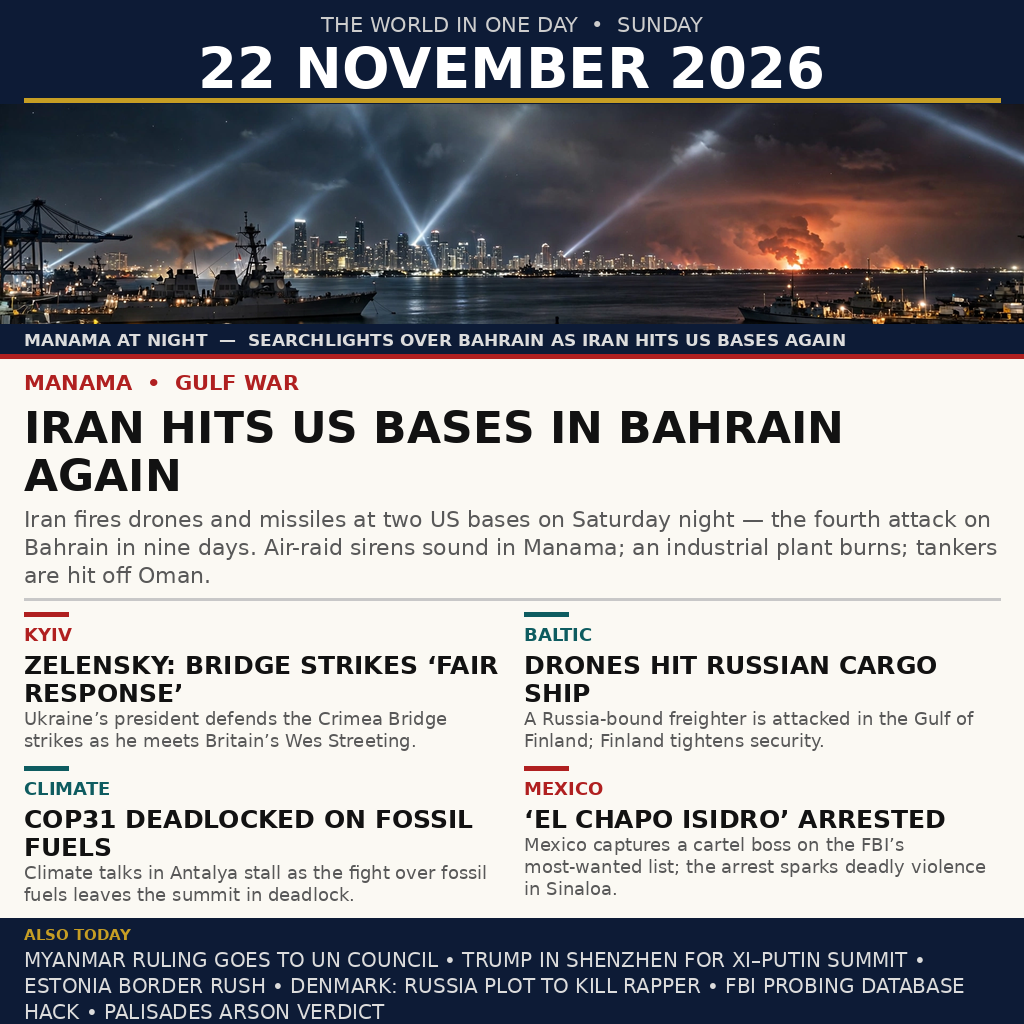 THE WORLD IN ONE DAY • SUNDAY
22 NOVEMBER 2026
MANAMA AT NIGHT — SEARCHLIGHTS OVER BAHRAIN AS IRAN HITS US BASES AGAIN
MANAMA • GULF WAR
IRAN HITS US BASES IN BAHRAIN
AGAIN
Iran fires drones and missiles at two US bases on Saturday night — the fourth attack on
Bahrain in nine days. Air-raid sirens sound in Manama; an industrial plant burns; tankers
are hit off Oman.
KYIV
ZELENSKY: BRIDGE STRIKES ‘FAIR
RESPONSE’
Ukraine’s president defends the Crimea Bridge
strikes as he meets Britain’s Wes Streeting.
BALTIC
DRONES HIT RUSSIAN CARGO
SHIP
A Russia-bound freighter is attacked in the Gulf of
Finland; Finland tightens security.
CLIMATE
COP31 DEADLOCKED ON FOSSIL
FUELS
Climate talks in Antalya stall as the fight over fossil
fuels leaves the summit in deadlock.
MEXICO
‘EL CHAPO ISIDRO’ ARRESTED
Mexico captures a cartel boss on the FBI’s
most-wanted list; the arrest sparks deadly violence
in Sinaloa.
ALSO TODAY
MYANMAR RULING GOES TO UN COUNCIL • TRUMP IN SHENZHEN FOR XI–PUTIN SUMMIT •
ESTONIA BORDER RUSH • DENMARK: RUSSIA PLOT TO KILL RAPPER • FBI PROBING DATABASE
HACK • PALISADES ARSON VERDICT